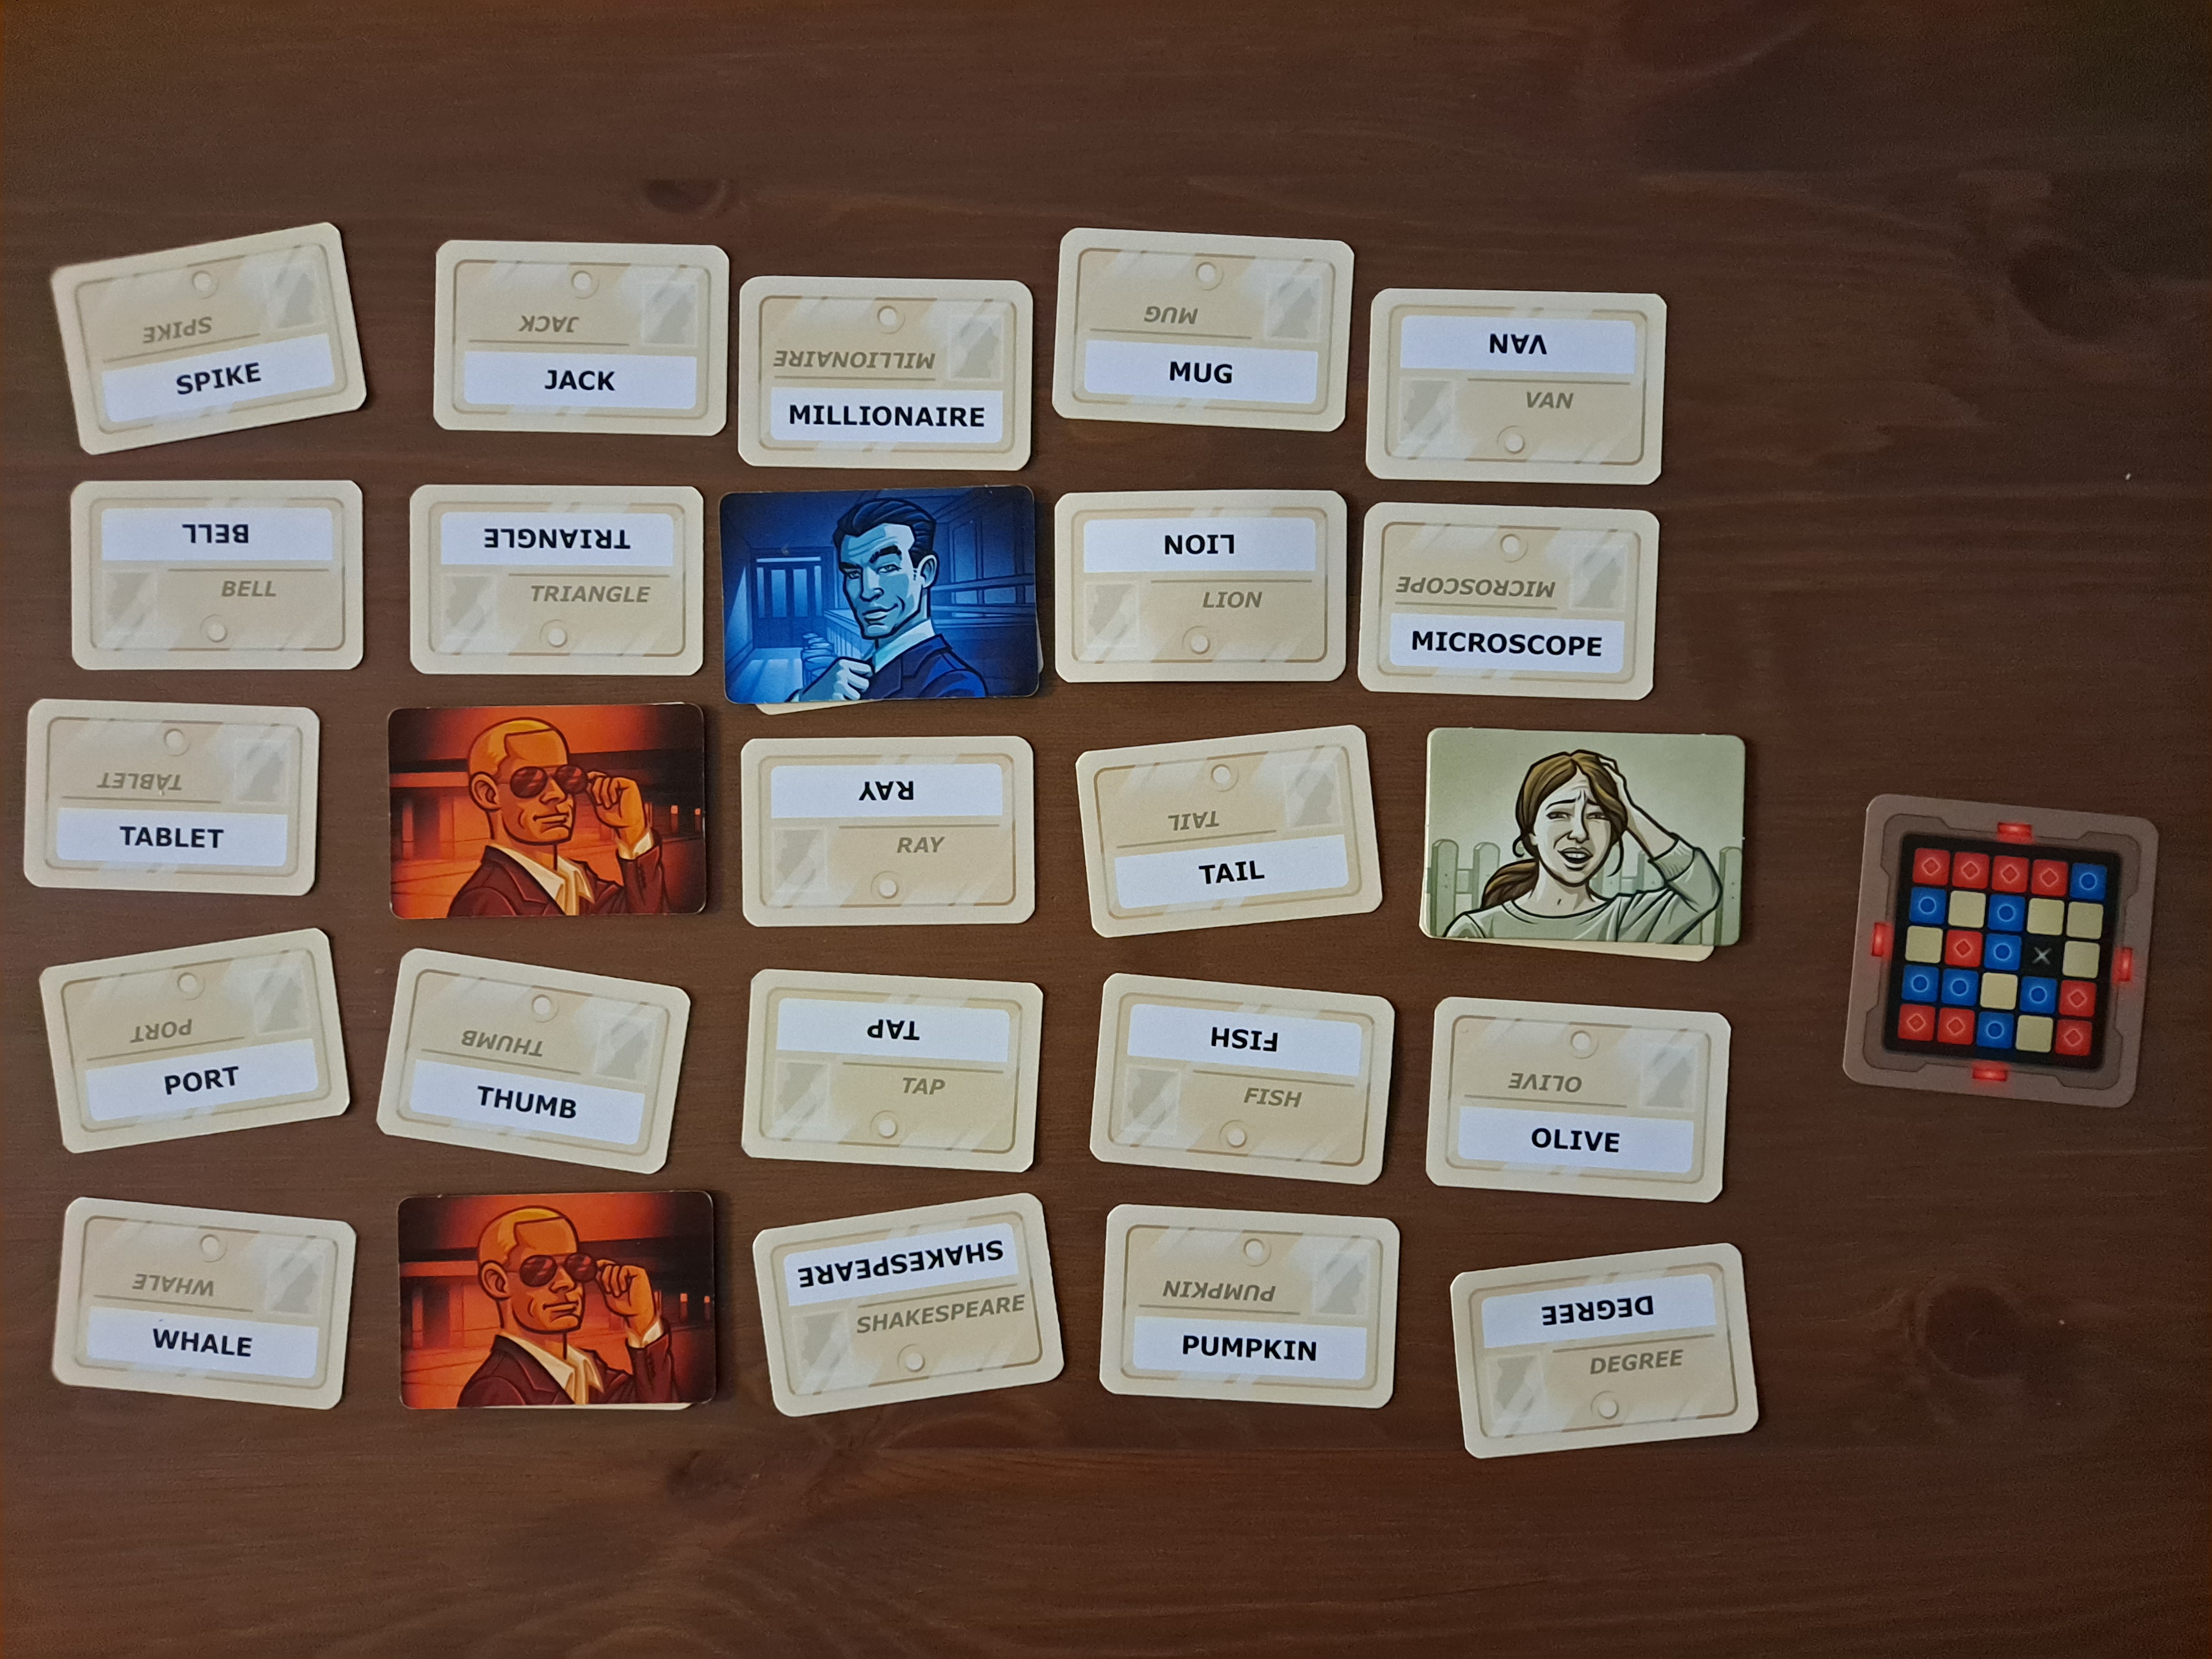 WHALE
WHALE
PORT
PORT
TABLET
TABLET
BELL
BELL
SPIKE
SPIKE
THUMB
THUMB
TRIANGLE
TRIANGLE
JACK
JACK
SHAKESPEARE
SHAKESPEARE
TAP
TAP
RAY
RAY
MILLIONAIRE
MILLIONAIRE
PUMPKIN
PUMPKIN
FISH
FISH
TAIL
TAIL
LION
LION
MUG
MUG
DEGREE
DEGREE
OLIVE
OLIVE
MICROSCOPE
MICROSCOPE
VAN
VAN